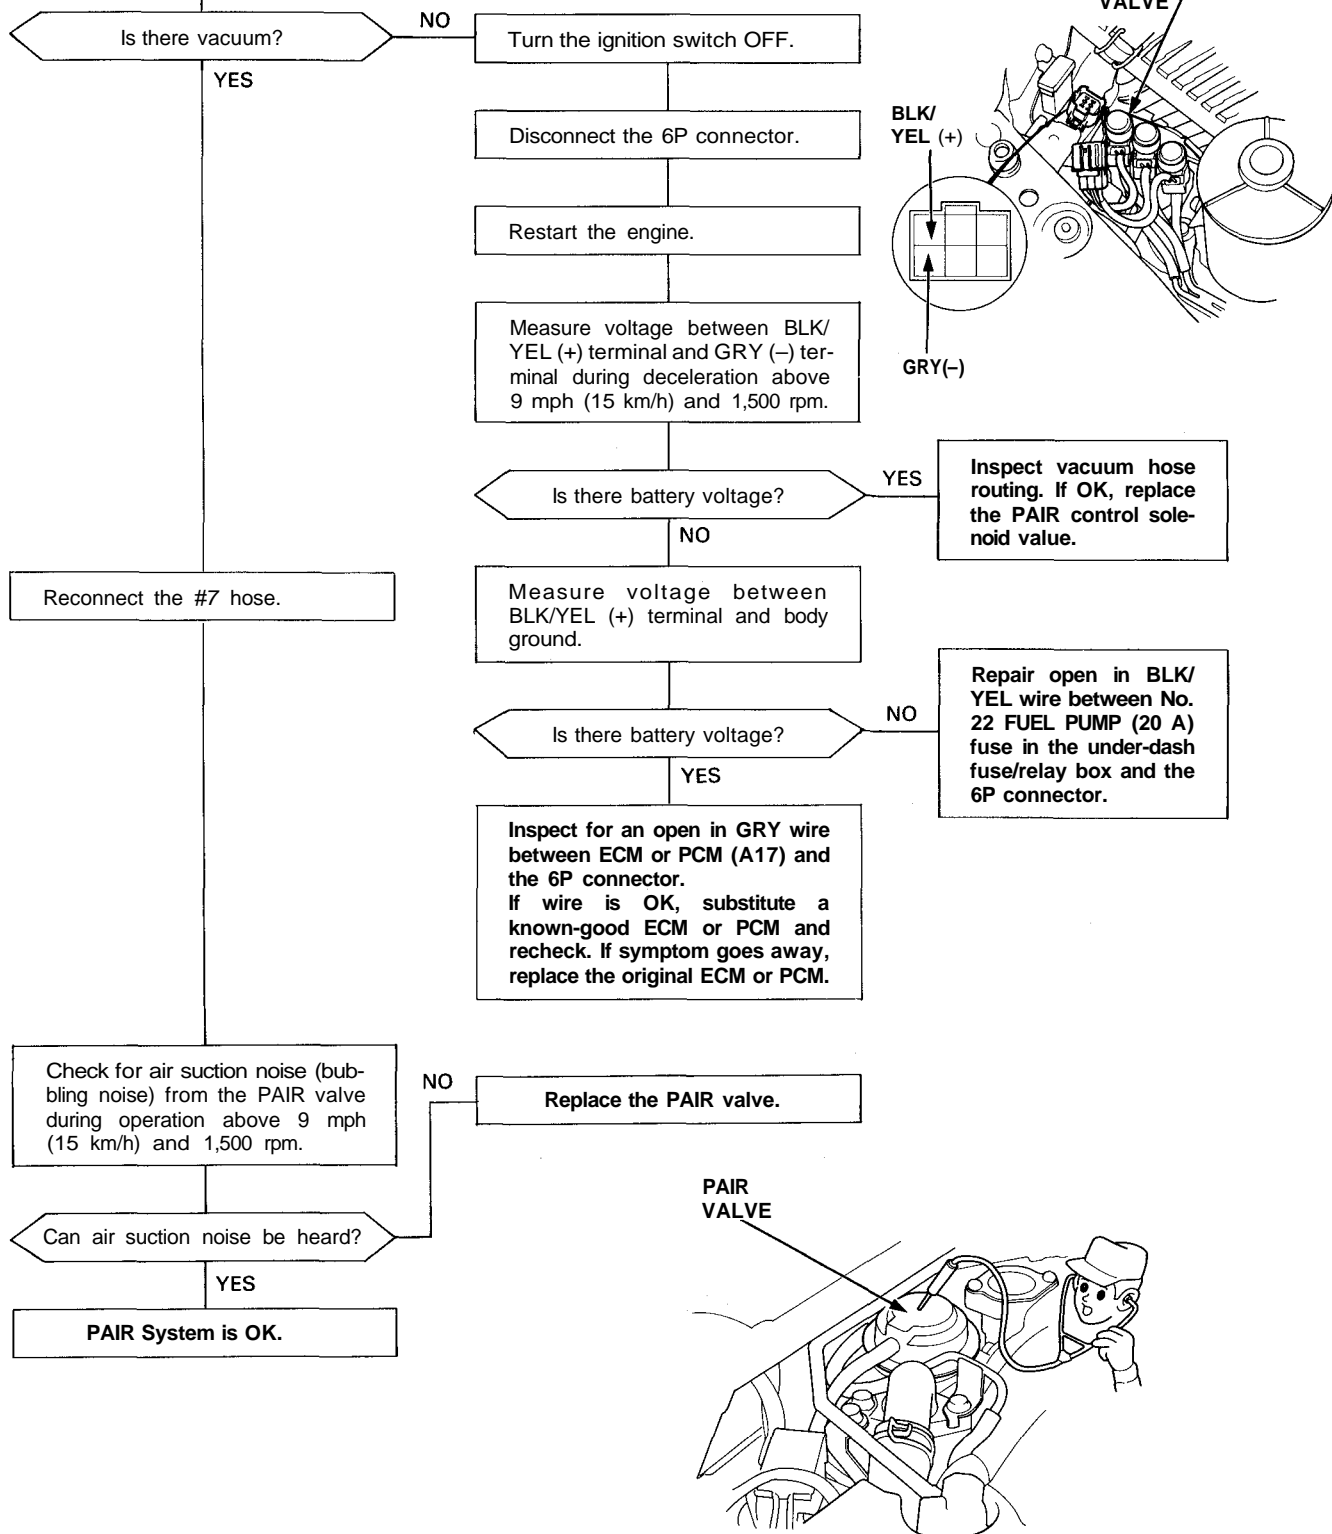 VALVE
Is there vacuum?
NO
YES
Turn the ignition switch OFF.
Disconnect the 6P connector.
Restart the engine.
Measure voltage between BLK/
YEL (+) terminal and GRY (–) ter-
minal during deceleration above
9 mph (15 km/h) and 1,500 rpm.
BLK/
YEL (+)
GRY(–)
Is there battery voltage?
YES
NO
Inspect vacuum hose
routing. If OK, replace
the PAIR control sole-
noid value.
Reconnect the #7 hose.
Measure voltage between
BLK/YEL (+) terminal and body
ground.
Is there battery voltage?
NO
YES
Repair open in BLK/
YEL wire between No.
22 FUEL PUMP (20 A)
fuse in the under-dash
fuse/relay box and the
6P connector.
Inspect for an open in GRY wire
between ECM or PCM (A17) and
the 6P connector.
If wire is OK, substitute a
known-good ECM or PCM and
recheck. If symptom goes away,
replace the original ECM or PCM.
Check for air suction noise (bub-
bling noise) from the PAIR valve
during operation above 9 mph
(15 km/h) and 1,500 rpm.
NO
Replace the PAIR valve.
Can air suction noise be heard?
YES
PAIR System is OK.
PAIR
VALVE